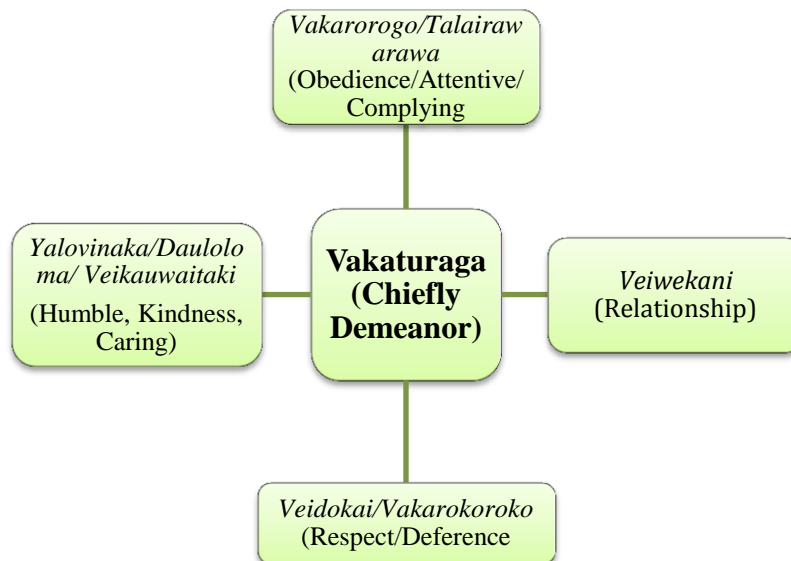 Vakarorogo/Talairaw
arawa
(Obedience/Attentive/
Complying
Yalovinaka/Daulolo
ma/ Veikauwaitaki
(Humble, Kindness,
Caring)
Vakaturaga
(Chiefly
Demeanor)
Veiwekani
(Relationship)
Veidokai/Vakarokoroko
(Respect/Deference